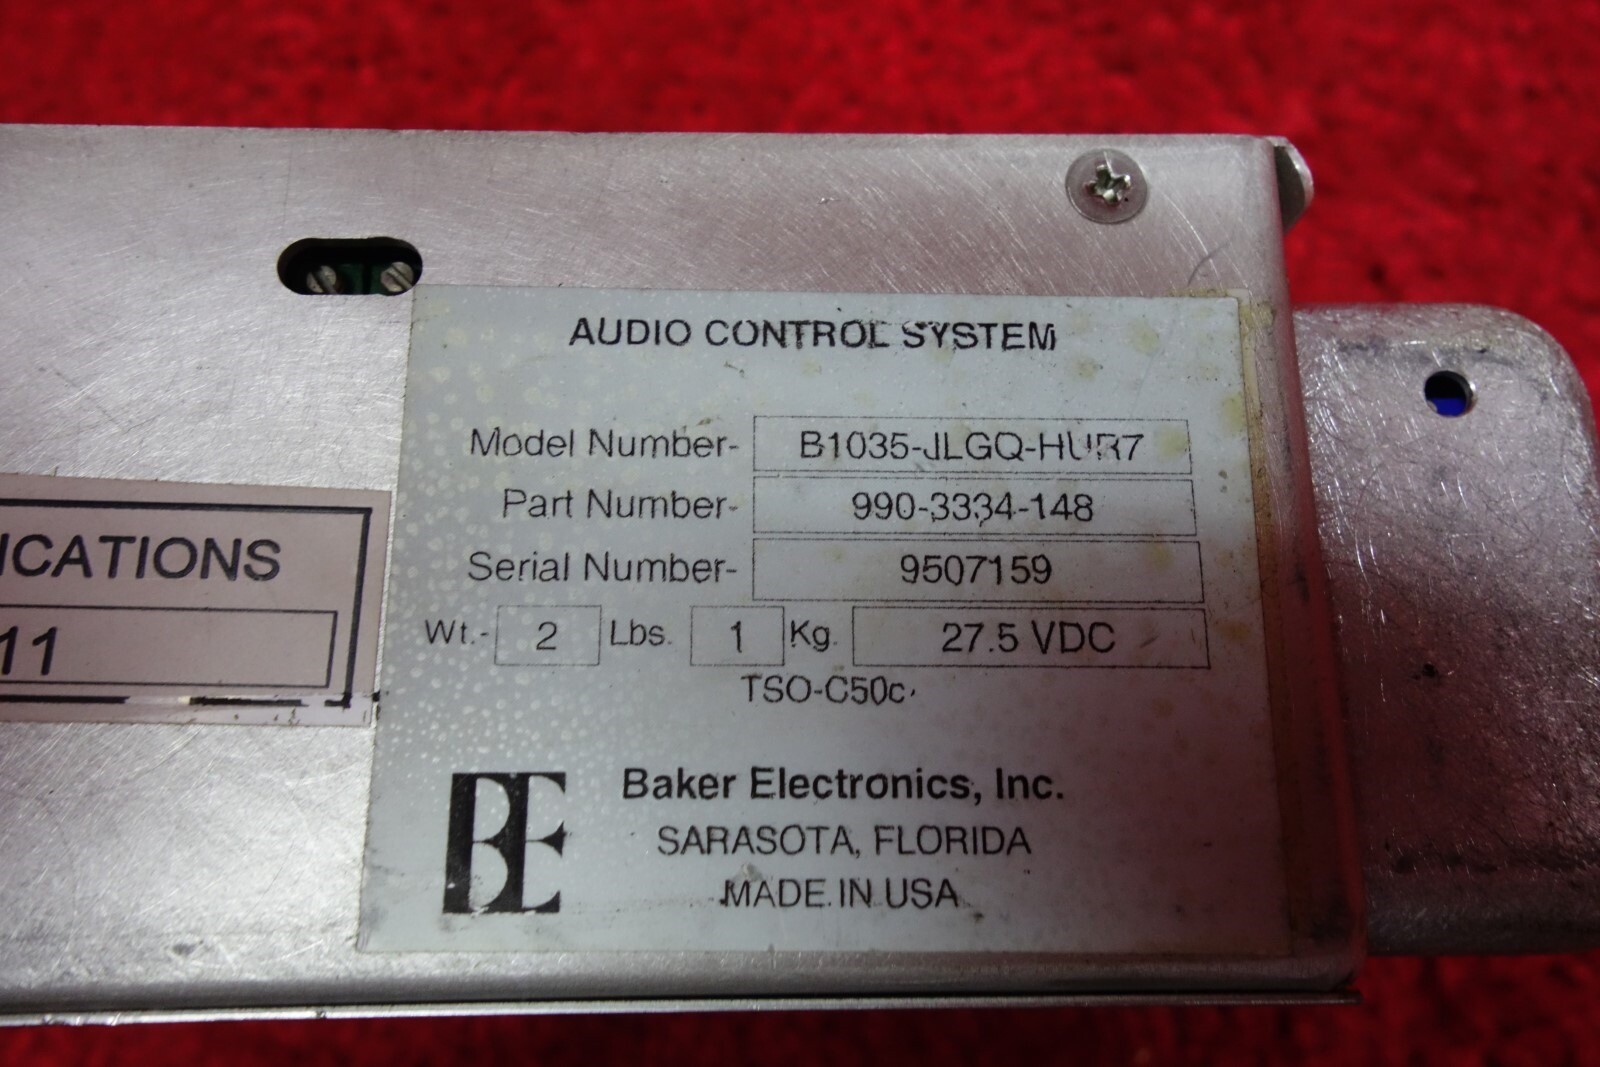 AUDIO CONTROL SYSTEM
Model Number- B1035-JLGQ-HUR7
Part Number- 990-3334-148
Serial Number- 9507159
Wt.- 2 Lbs. 1 Kg. 27.5 VDC
TSO-C50c
BE
Baker Electronics, Inc.
SARASOTA, FLORIDA
MADE IN USA
ICATIONS
11